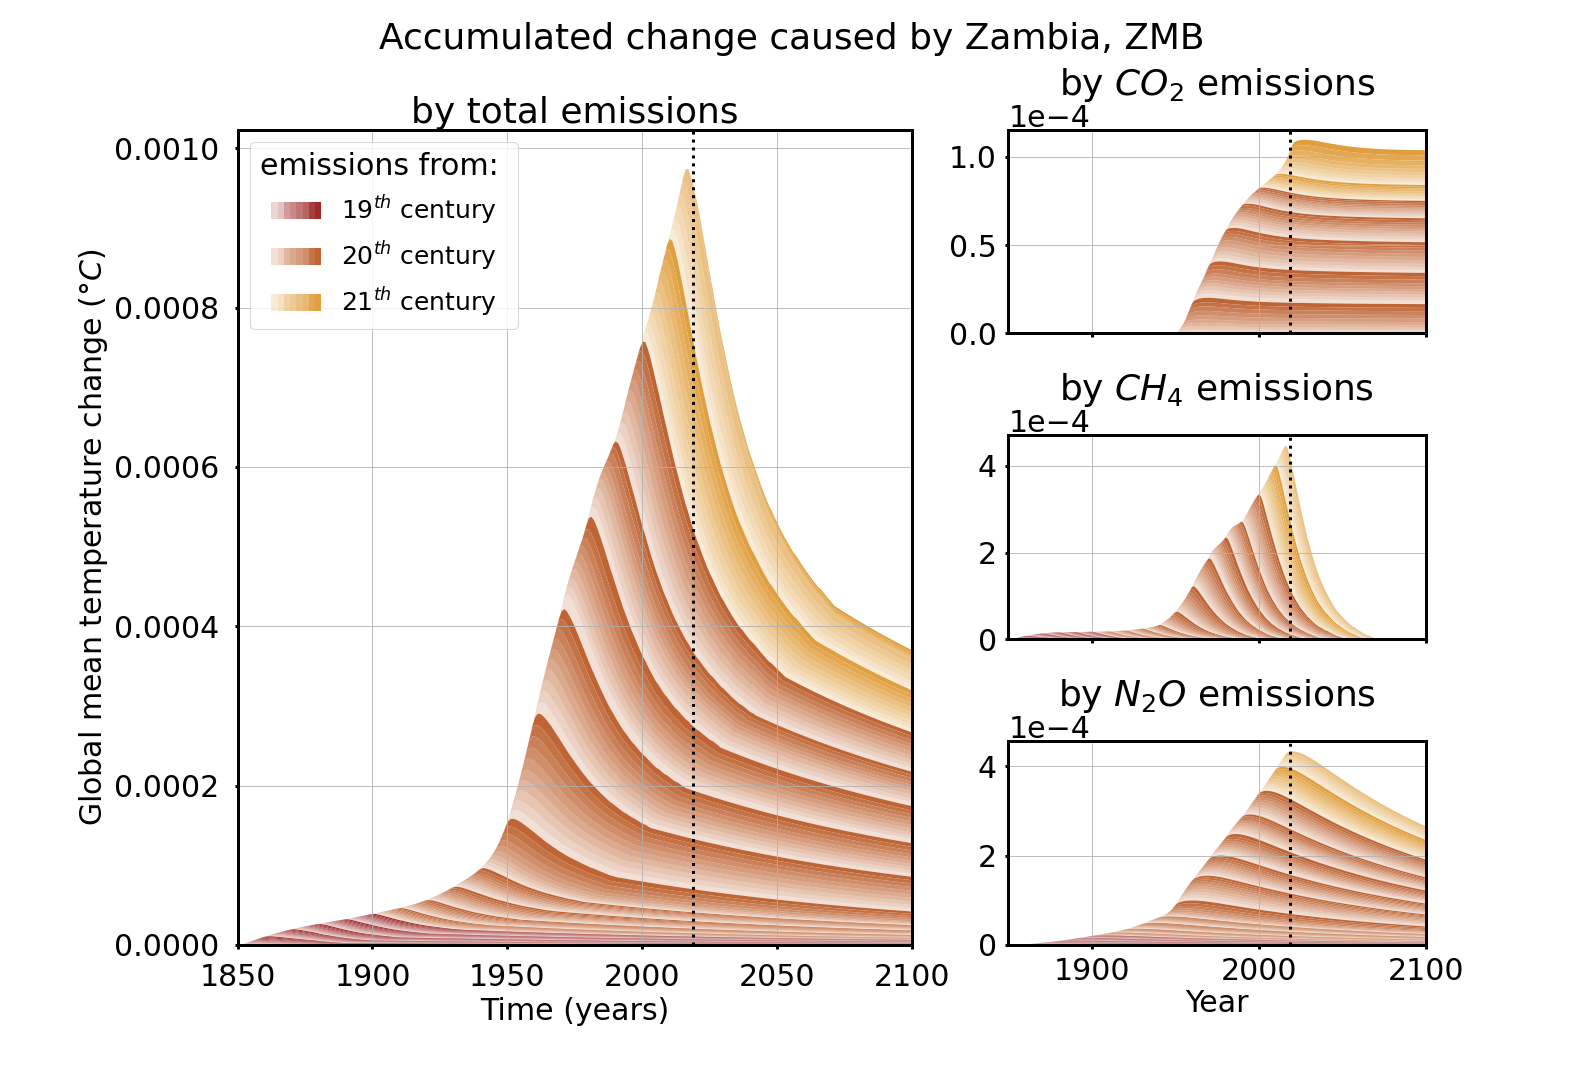 Accumulated change caused by Zambia, ZMB
by total emissions
Global mean temperature change (°C)
0.0010
0.0008
0.0006
0.0004
0.0002
0.0000
emissions from:
19th century
20th century
21th century
1850 1900 1950 2000 2050 2100
Time (years)
by CO2 emissions
1e−4
1.0
0.5
0.0
by CH4 emissions
1e−4
4
2
0
by N2O emissions
1e−4
4
2
0
1900 2000 2100
Year